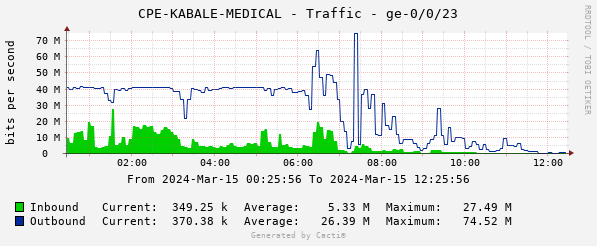 CPE-KABALE-MEDICAL - Traffic - ge-0/0/23
RRDTOOL / TOBI OETIKER
bits per second
70 M
60 M
50 M
40 M
30 M
20 M
10 M
0
02:00 04:00 06:00 08:00 10:00 12:00
From 2024-Mar-15 00:25:56 To 2024-Mar-15 12:25:56
Inbound Current: 349.25 k Average: 5.33 M Maximum: 27.49 M
Outbound Current: 370.38 k Average: 26.39 M Maximum: 74.52 M
Generated by Cacti®